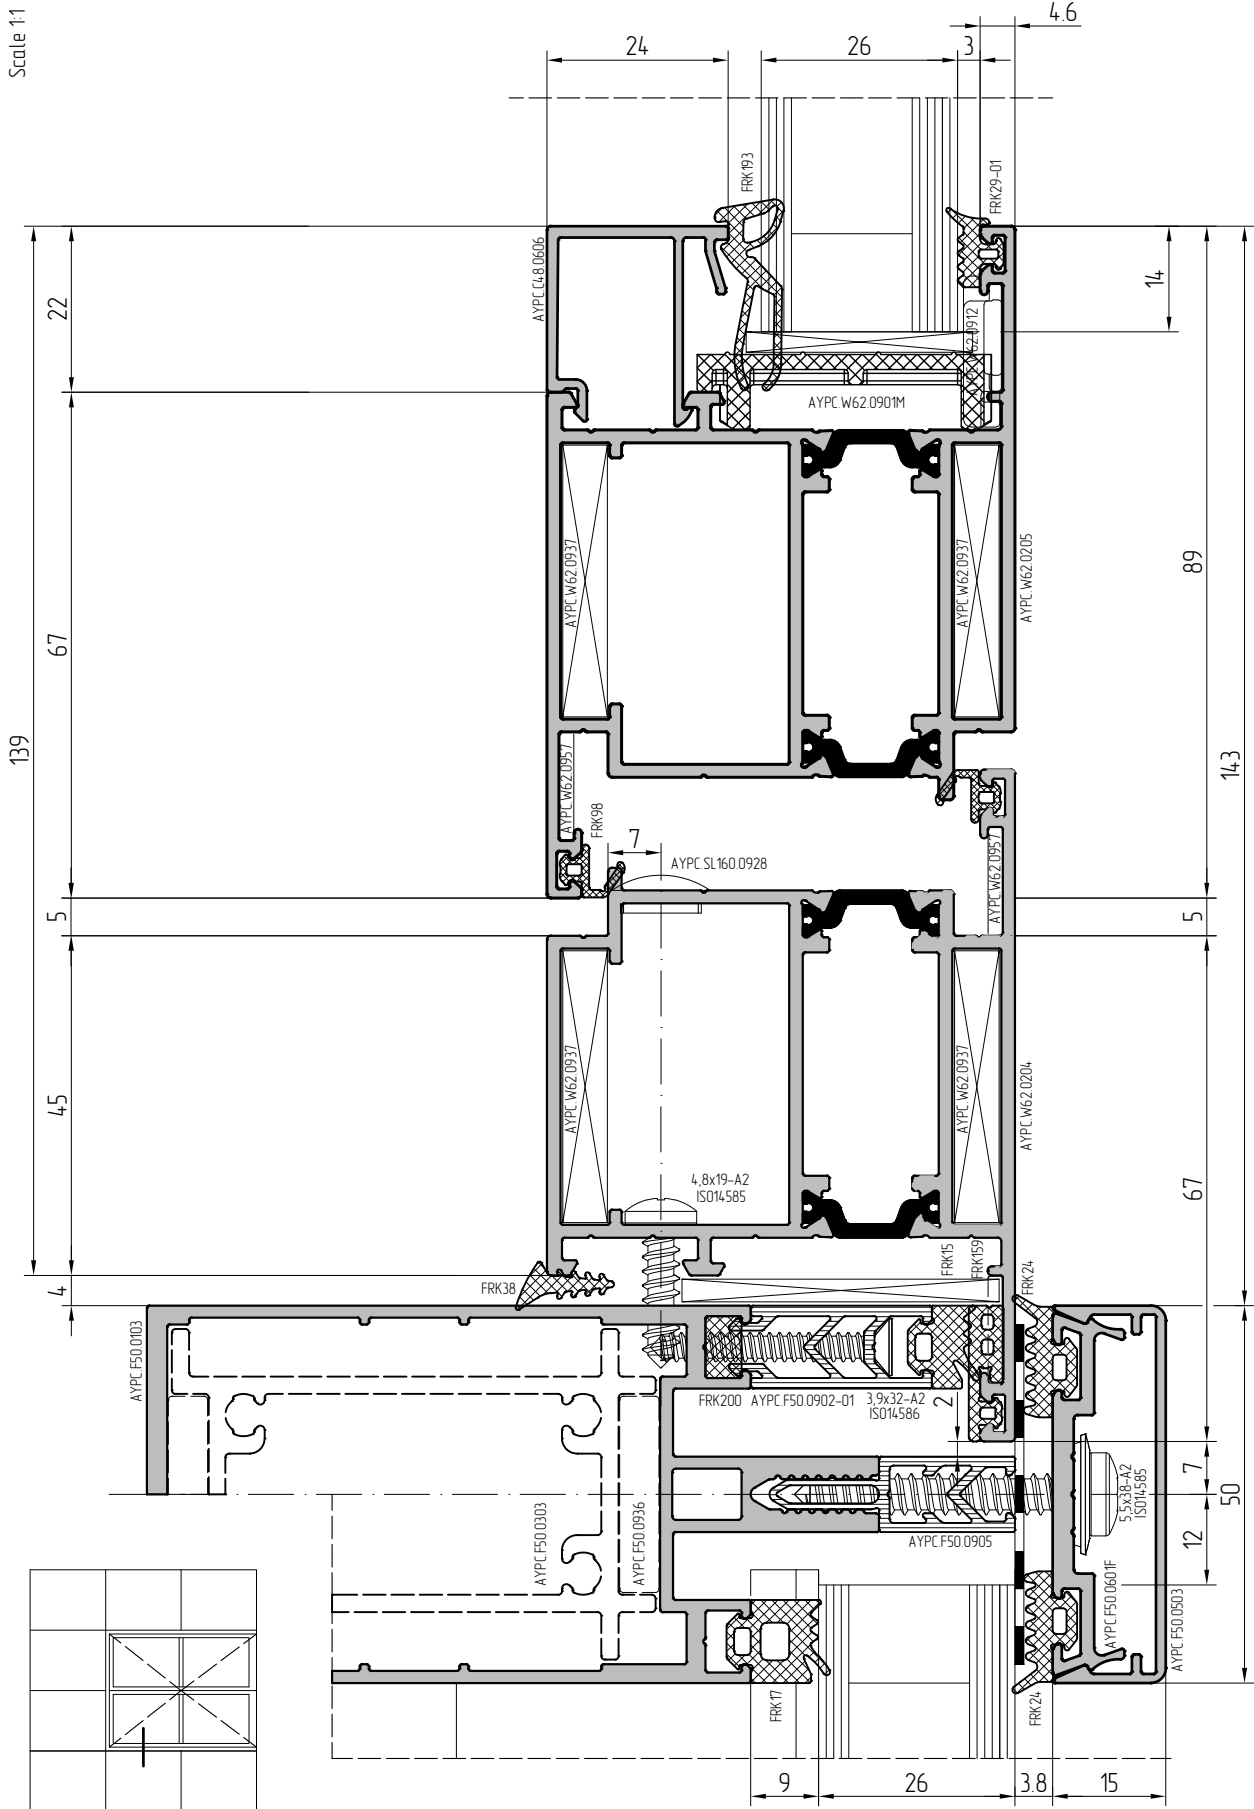 Scale 1:1
4.6
24
26
3
FRK193
FRK29-01
AYPC.C48.0606
22
14
AYPC.W62.0912
AYPC.W62.0901M
139
67
AYPC.W62.0937
AYPC.W62.0937
AYPC.W62.0205
89
143
AYPC.W62.0957
FRK98
7
AYPC.SL160.0928
AYPC.W62.0957
5
5
45
AYPC.W62.0937
AYPC.W62.0937
AYPC.W62.0204
67
4,8x19-A2
ISO14585
FRK15
FRK159
FRK24
4
FRK38
AYPC.F50.0103
FRK200
AYPC.F50.0902-01
3,9x32-A2
ISO14586
2
7
50
5,5x38-A2
ISO14585
12
AYPC.F50.0303
AYPC.F50.0936
AYPC.F50.0905
AYPC.F50.0601F
AYPC.F50.0503
FRK17
FRK24
9
26
3.8
15